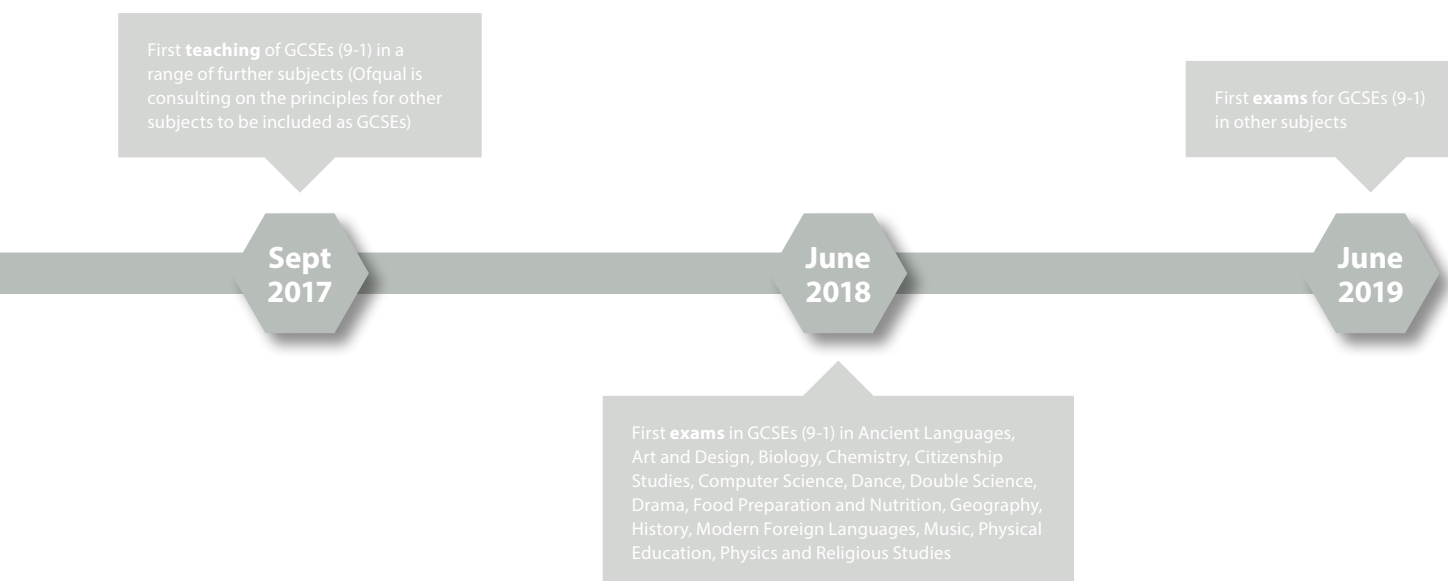 First teaching of GCSEs (9-1) in a
range of further subjects (Ofqual is
consulting on the principles for other
subjects to be included as GCSEs)
First exams for GCSEs (9-1)
in other subjects
Sept
2017
June
2018
June
2019
First exams in GCSEs (9-1) in Ancient Languages,
Art and Design, Biology, Chemistry, Citizenship
Studies, Computer Science, Dance, Double Science,
Drama, Food Preparation and Nutrition, Geography,
History, Modern Foreign Languages, Music, Physical
Education, Physics and Religious Studies